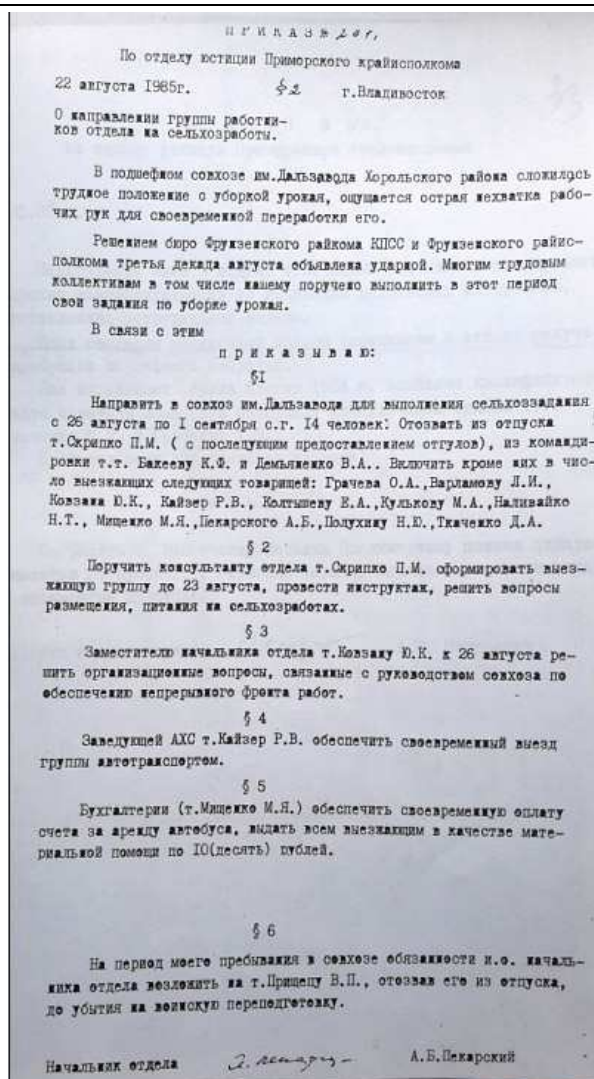 ПРИКАЗ № 201,
По отделу юстиции Приморского крайисполкома
22 августа 1985г. §2 г.Владивосток
О направлении группы работни-
ков отдела на сельхозработы.
В подшефном совхозе им.Дальзавода Хорольского района сложилось
трудное положение с уборкой урожая, ощущается острая нехватка рабо-
чих рук для своевременной переработки его.
Решением бюро Фрунзенского райкома КПСС и Фрунзенского райис-
полкома третья декада августа объявлена ударной. Многим трудовым
коллективам в том числе нашему поручено выполнить в этот период
свои задания по уборке урожая.
В связи с этим
приказываю:
§I
Направить в совхоз им.Дальзавода для выполнения сельхоззадания
с 26 августа по I сентября с.г. 14 человек: Отозвать из отпуска
т.Скрипко П.М. ( с последующим предоставлением отгулов), из команди-
ровки т.т. Бакееву К.Ф. и Демьяненко В.А.. Включить кроме них в чис-
ло выезжающих следующих товарищей: Грачева О.А.,Варламову Л.И.,
Ковзана Ю.К., Кайзер Р.В., Колтышеву Е.А.,Кулькову М.А.,Наливайко
Н.Т., Мищенко М.Я.,Пекарского А.Б.,Полухину Н.Ю.,Ткаченко Д.А.
§ 2
Поручить консультанту отдела т.Скрипко П.М. сформировать выез-
жающую группу до 23 августа, провести инструктаж, решить вопросы
размещения, питания на сельхозработах.
§ 3
Заместителю начальника отдела т.Ковзану Ю.К. к 26 августа ре-
шить организационные вопросы, связанные с руководством совхоза по
обеспечению непрерывного фронта работ.
§ 4
Заведующей АХС т.Кайзер Р.В. обеспечить своевременный выезд
группы автотранспортом.
§ 5
Бухгалтерии (т.Мищенко М.Я.) обеспечить своевременную оплату
счета за аренду автобуса, выдать всем выезжающим в качестве мате-
риальной помощи по IO(десять) рублей.
§ 6
На период моего пребывания в совхозе обязанности и.о. началь-
ника отдела возложить на т.Прищепу В.П., отозвав его из отпуска,
до убытия на воинскую переподготовку.
Начальник отдела А.Б.Пекарский